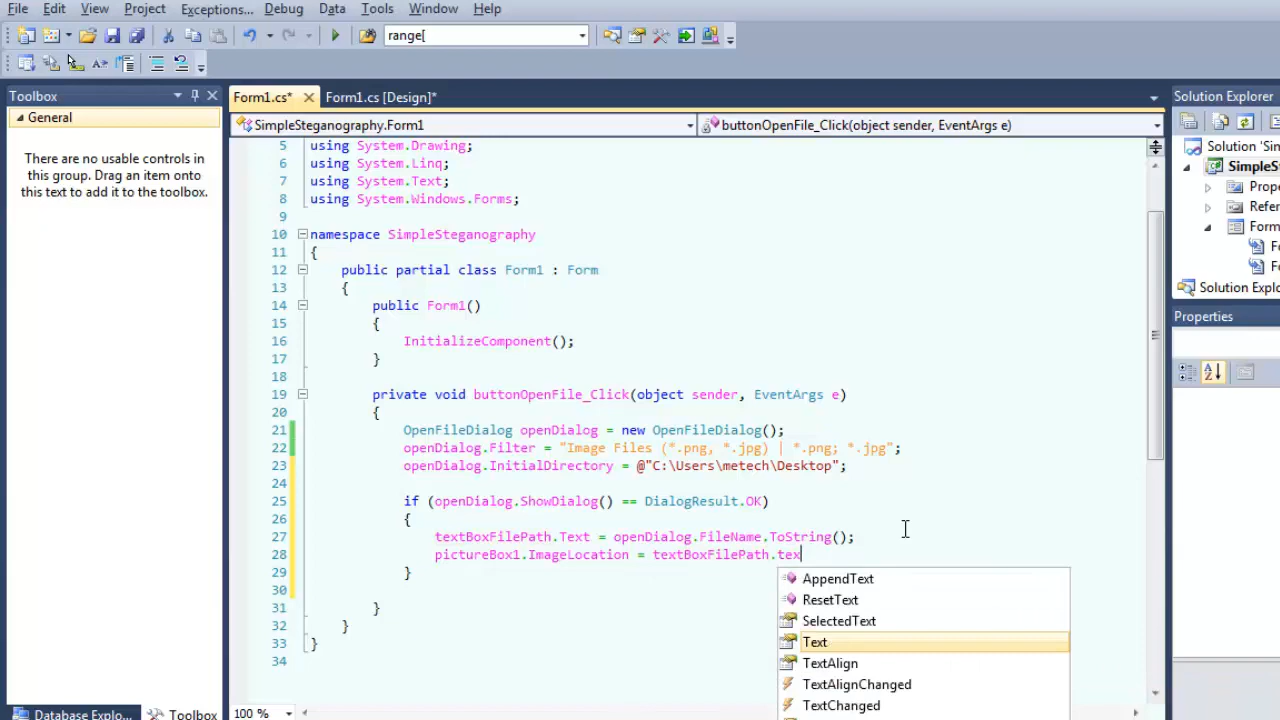 File Edit View Project Exceptions... Debug Data Tools Window Help
range[
Toolbox
General
There are no usable controls in
this group. Drag an item onto
this text to add it to the toolbox.
Database Explo...
Toolbox
Form1.cs*
Form1.cs [Design]*
SimpleSteganography.Form1
buttonOpenFile_Click(object sender, EventArgs e)
5 using System.Drawing;
6 using System.Linq;
7 using System.Text;
8 using System.Windows.Forms;
9
10 namespace SimpleSteganography
11 {
12 public partial class Form1 : Form
13 {
14 public Form1()
15 {
16 InitializeComponent();
17 }
18
19 private void buttonOpenFile_Click(object sender, EventArgs e)
20 {
21 OpenFileDialog openDialog = new OpenFileDialog();
22 openDialog.Filter = "Image Files (*.png, *.jpg) | *.png; *.jpg";
23 openDialog.InitialDirectory = @"C:\Users\metech\Desktop";
24
25 if (openDialog.ShowDialog() == DialogResult.OK)
26 {
27 textBoxFilePath.Text = openDialog.FileName.ToString();
28 pictureBox1.ImageLocation = textBoxFilePath.tex
29 }
30
31 }
32 }
33 }
34
AppendText
ResetText
SelectedText
Text
TextAlign
TextAlignChanged
TextChanged
100 %
Solution Explorer
Solution 'Sim
SimpleSt
Prope
Refer
Form
Fo
Fo
Solution Explo
Properties